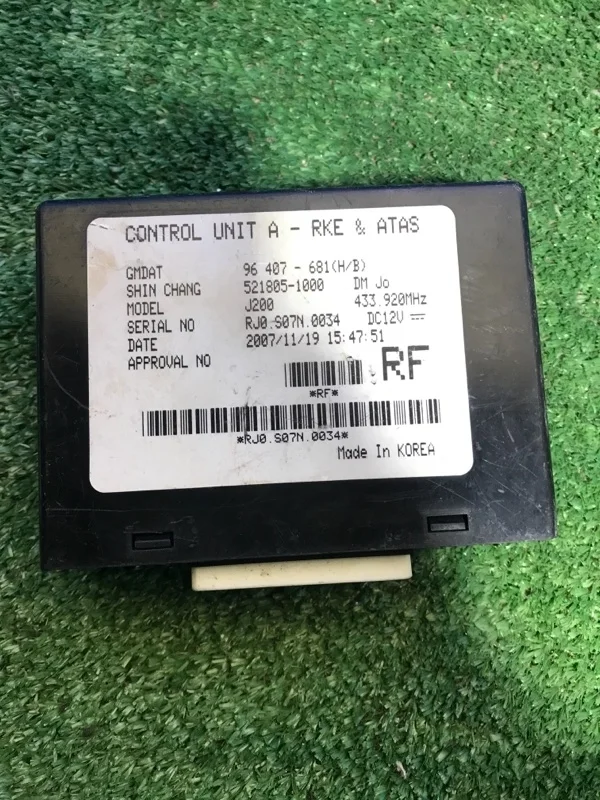 CONTROL UNIT A - RKE & ATAS
GMDAT 96 407 - 681(H/B)
SHIN CHANG 521805-1000 DM Jo
MODEL J200 433.920MHz
SERIAL NO RJ0.S07N.0034 DC12V
DATE 2007/11/19 15:47:51
APPROVAL NO
RF
*RF*
*RJ0.S07N.0034*
Made In KOREA